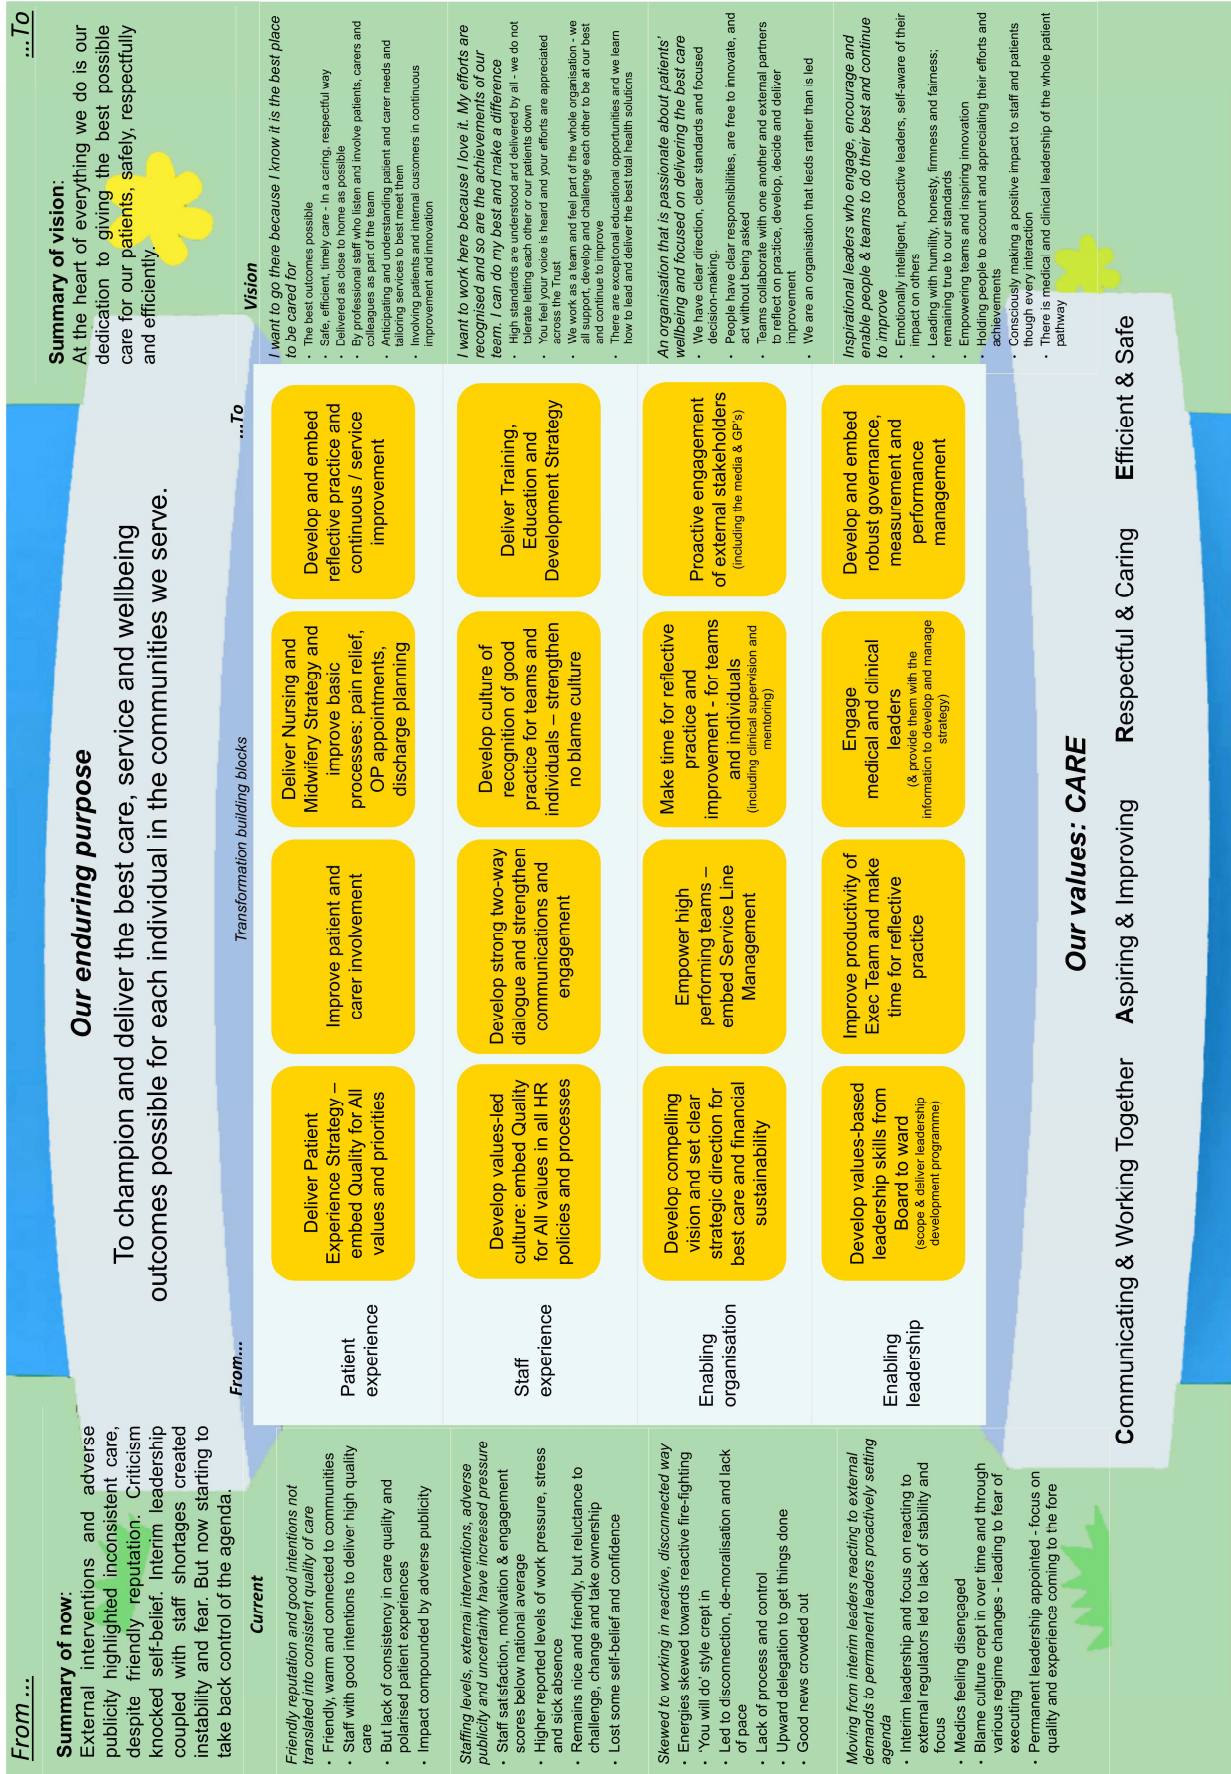 From ...
Summary of now:
External interventions and adverse
publicity highlighted inconsistent care,
despite friendly reputation. Criticism
knocked self-belief. Interim leadership
coupled with staff shortages created
instability and fear. But now starting to
take back control of the agenda.
Our enduring purpose
To champion and deliver the best care, service and wellbeing
outcomes possible for each individual in the communities we serve.
...To
Summary of vision:
At the heart of everything we do is our
dedication to giving the best possible
care for our patients, safely, respectfully
and efficiently.
Current
From...
Transformation building blocks
...To
Vision
Friendly reputation and good intentions not
translated into consistent quality of care
• Friendly, warm and connected to communities
• Staff with good intentions to deliver high quality
care
• But lack of consistency in care quality and
polarised patient experiences
• Impact compounded by adverse publicity
Patient
experience
Deliver Patient
Experience Strategy –
embed Quality for All
values and priorities
Improve patient and
carer involvement
Deliver Nursing and
Midwifery Strategy and
improve basic
processes: pain relief,
OP appointments,
discharge planning
Develop and embed
reflective practice and
continuous / service
improvement
I want to go there because I know it is the best place
to be cared for
• The best outcomes possible
• Safe, efficient, timely care - In a caring, respectful way
• Delivered as close to home as possible
• By professional staff who listen and involve patients, carers and
colleagues as part of the team
• Anticipating and understanding patient and carer needs and
tailoring services to best meet them
• Involving patients and internal customers in continuous
improvement and innovation
Staffing levels, external interventions, adverse
publicity and uncertainty have increased pressure
• Staff satisfaction, motivation & engagement
scores below national average
• Higher reported levels of work pressure, stress
and sick absence
• Remains nice and friendly, but reluctance to
challenge, change and take ownership
• Lost some self-belief and confidence
Staff
experience
Develop values-led
culture: embed Quality
for All values in all HR
policies and processes
Develop strong two-way
dialogue and strengthen
communications and
engagement
Develop culture of
recognition of good
practice for teams and
individuals – strengthen
no blame culture
Deliver Training,
Education and
Development Strategy
I want to work here because I love it. My efforts are
recognised and so are the achievements of our
team. I can do my best and make a difference
• High standards are understood and delivered by all - we do not
tolerate letting each other or our patients down
• You feel your voice is heard and your efforts are appreciated
across the Trust
• We work as a team and feel part of the whole organisation - we
all support, develop and challenge each other to be at our best
and continue to improve
• There are exceptional educational opportunities and we learn
how to lead and deliver the best total health solutions
Skewed to working in reactive, disconnected way
• Energies skewed towards reactive fire-fighting
• 'You will do' style crept in
• Led to disconnection, de-moralisation and lack
of pace
• Lack of process and control
• Upward delegation to get things done
• Good news crowded out
Enabling
organisation
Develop compelling
vision and set clear
strategic direction for
best care and financial
sustainability
Empower high
performing teams –
embed Service Line
Management
Make time for reflective
practice and
improvement - for teams
and individuals
(including clinical supervision and
mentoring)
Proactive engagement
of external stakeholders
(including the media & GP's)
An organisation that is passionate about patients'
wellbeing and focused on delivering the best care
• We have clear direction, clear standards and focused
decision-making.
• People have clear responsibilities, are free to innovate, and
act without being asked
• Teams collaborate with one another and external partners
to reflect on practice, develop, decide and deliver
improvement
• We are an organisation that leads rather than is led
Moving from interim leaders reacting to external
demands to permanent leaders proactively setting
agenda
• Interim leadership and focus on reacting to
external regulators led to lack of stability and
focus
• Medics feeling disengaged
• Blame culture crept in over time and through
various regime changes - leading to fear of
executing
• Permanent leadership appointed - focus on
quality and experience coming to the fore
Enabling
leadership
Develop values-based
leadership skills from
Board to ward
(scope & deliver leadership
development programme)
Improve productivity of
Exec Team and make
time for reflective
practice
Engage
medical and clinical
leaders
(& provide them with the
information to develop and manage
strategy)
Develop and embed
robust governance,
measurement and
performance
management
Inspirational leaders who engage, encourage and
enable people & teams to do their best and continue
to improve
• Emotionally intelligent, proactive leaders, self-aware of their
impact on others
• Leading with humility, honesty, firmness and fairness;
remaining true to our standards
• Empowering teams and inspiring innovation
• Holding people to account and appreciating their efforts and
achievements
• Consciously making a positive impact to staff and patients
though every interaction
• There is medical and clinical leadership of the whole patient
pathway
Our values: CARE
Communicating & Working Together Aspiring & Improving Respectful & Caring Efficient & Safe